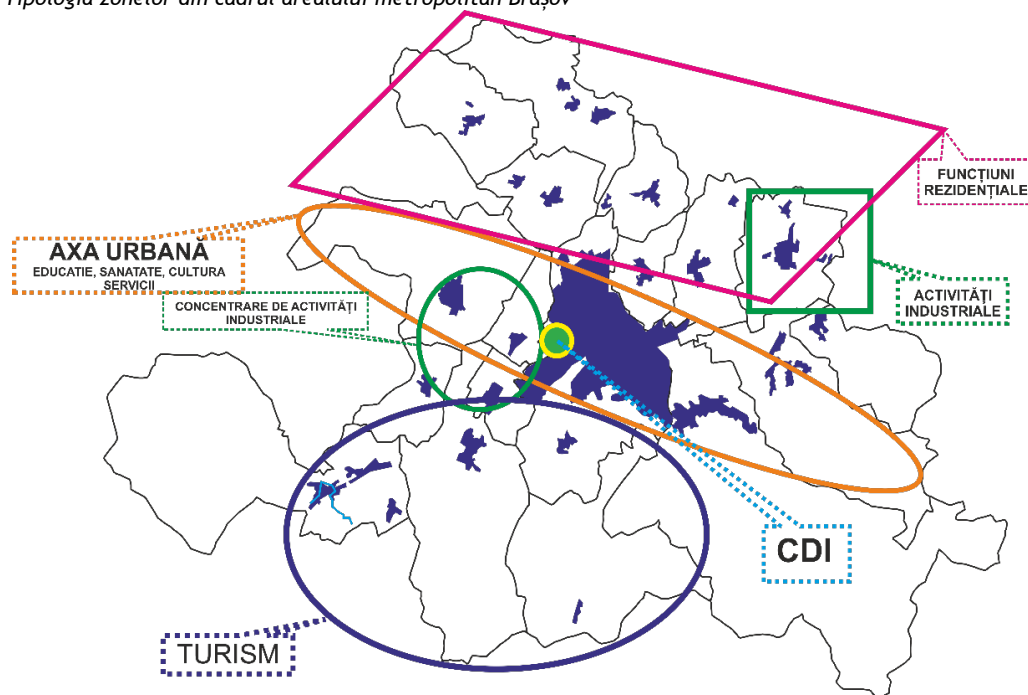 Tipologia zonelor din cadrul arealului metropolitan Brașov
FUNCȚIUNI
REZIDENȚIALE
AXA URBANĂ
EDUCATIE, SANATATE, CULTURA
SERVICII
CONCENTRARE DE ACTIVITĂȚI
INDUSTRIALE
ACTIVITĂȚI
INDUSTRIALE
CDI
TURISM